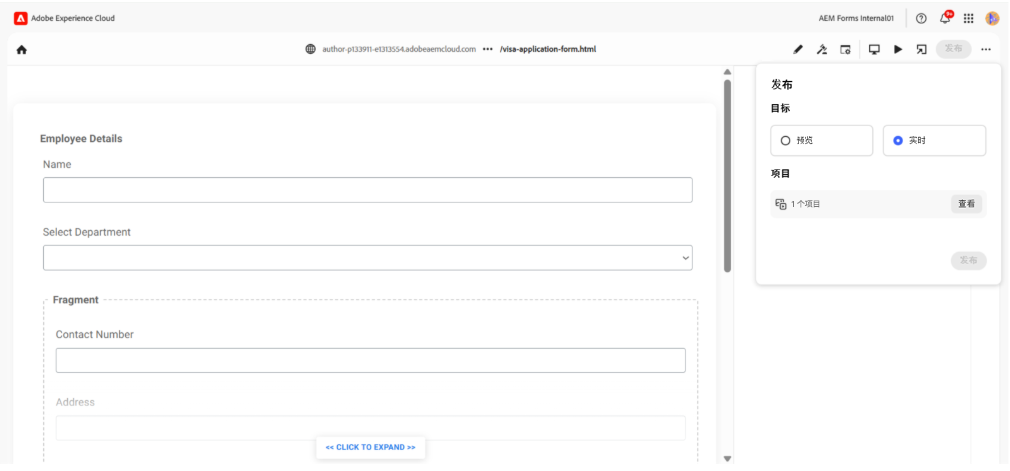 Adobe Experience Cloud
AEM Forms Internal01
9+
author-p133911-e1313554.adobeaemcloud.com ••• /visa-application-form.html
发布
发布
目标
预览
实时
项目
1 个项目
查看
发布
Employee Details
Name
Select Department
Fragment
Contact Number
Address
<< CLICK TO EXPAND >>